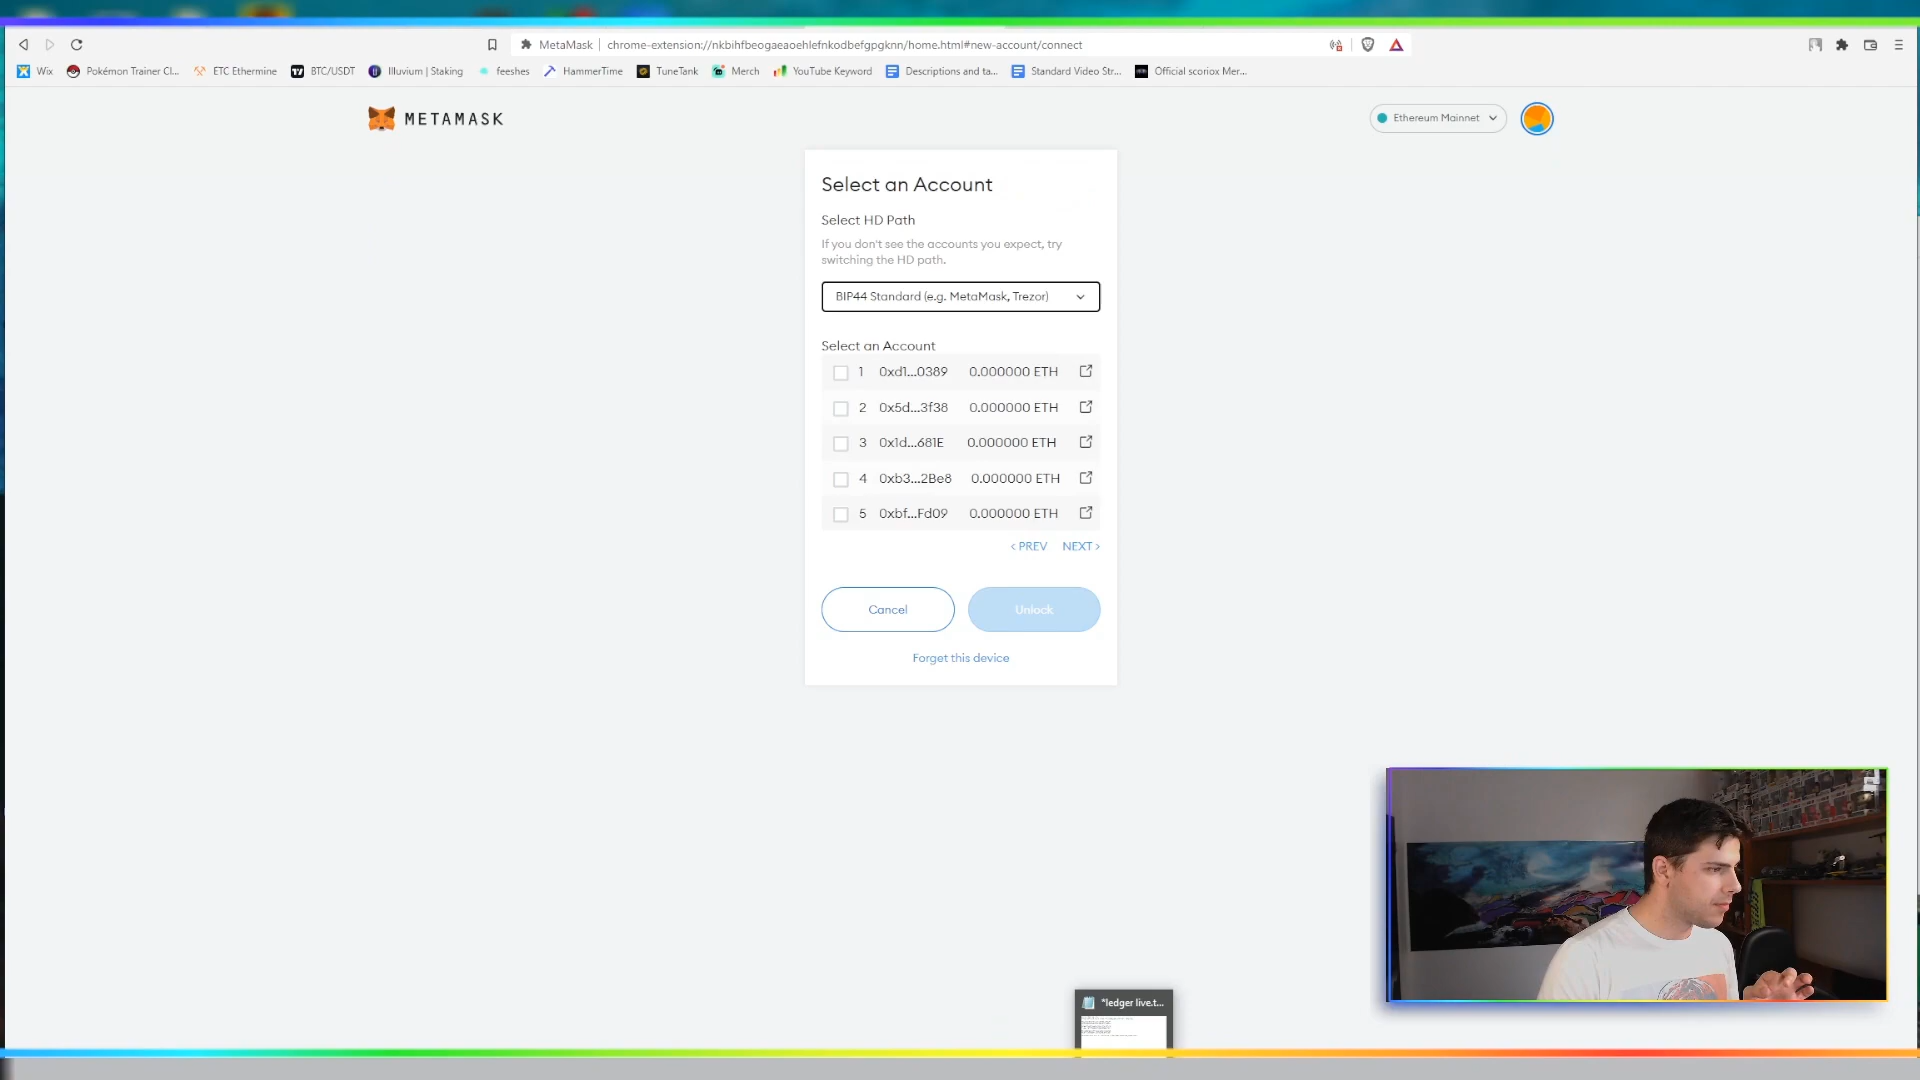 MetaMask chrome-extension://nkbihfbeogaeaoehlefnkodbefgpgknn/home.html#new-account/connect
Wix Pokémon Trainer Cl... ETC Ethermine BTC/USDT Illuvium | Staking feeshes HammerTime TuneTank Merch YouTube Keyword Descriptions and ta... Standard Video Str... Official scoriox Mer...
METAMASK Ethereum Mainnet
Select an Account
Select HD Path
If you don't see the accounts you expect, try
switching the HD path.
BIP44 Standard (e.g. MetaMask, Trezor)
Select an Account
1 0xd1...0389 0.000000 ETH
2 0x5d...3f38 0.000000 ETH
3 0x1d...681E 0.000000 ETH
4 0xb3...2Be8 0.000000 ETH
5 0xbf...Fd09 0.000000 ETH
< PREV NEXT >
Cancel Unlock
Forget this device
*ledger live.t...